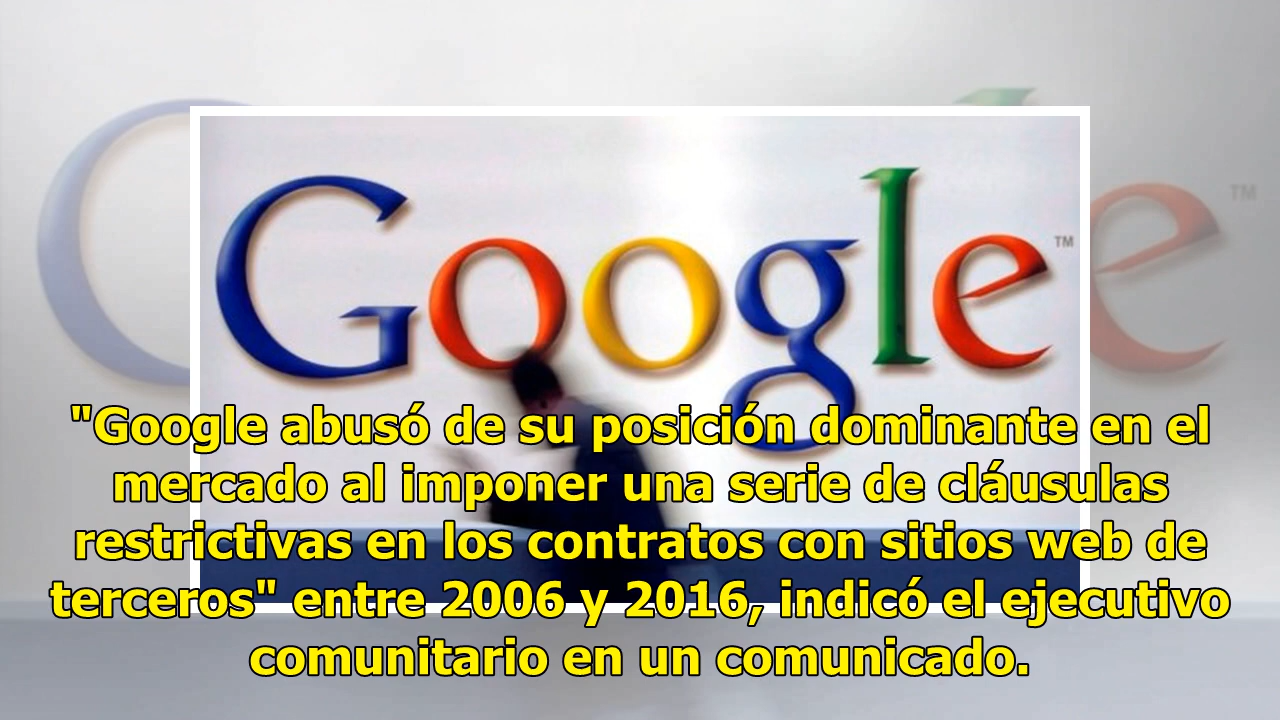 Google™
"Google abusó de su posición dominante en el
mercado al imponer una serie de cláusulas
restrictivas en los contratos con sitios web de
terceros" entre 2006 y 2016, indicó el ejecutivo
comunitario en un comunicado.